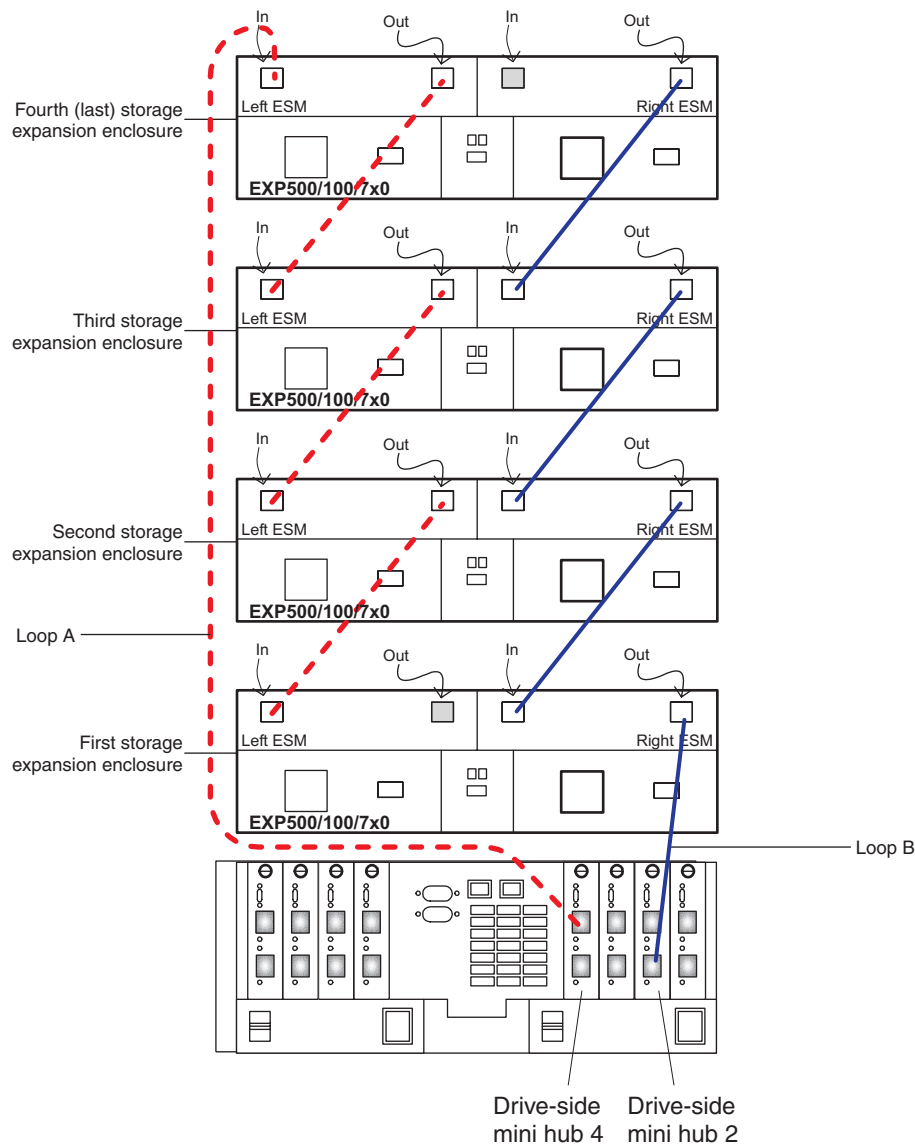 In
Out
In
Out
Fourth (last) storage
expansion enclosure
Left ESM
Right ESM
EXP500/100/7x0
In
Out
In
Out
Third storage
expansion enclosure
Left ESM
Right ESM
EXP500/100/7x0
In
Out
In
Out
Second storage
expansion enclosure
Left ESM
Right ESM
EXP500/100/7x0
Loop A
In
Out
In
Out
First storage
expansion enclosure
Left ESM
Right ESM
EXP500/100/7x0
Loop B
Drive-side
mini hub 4
Drive-side
mini hub 2